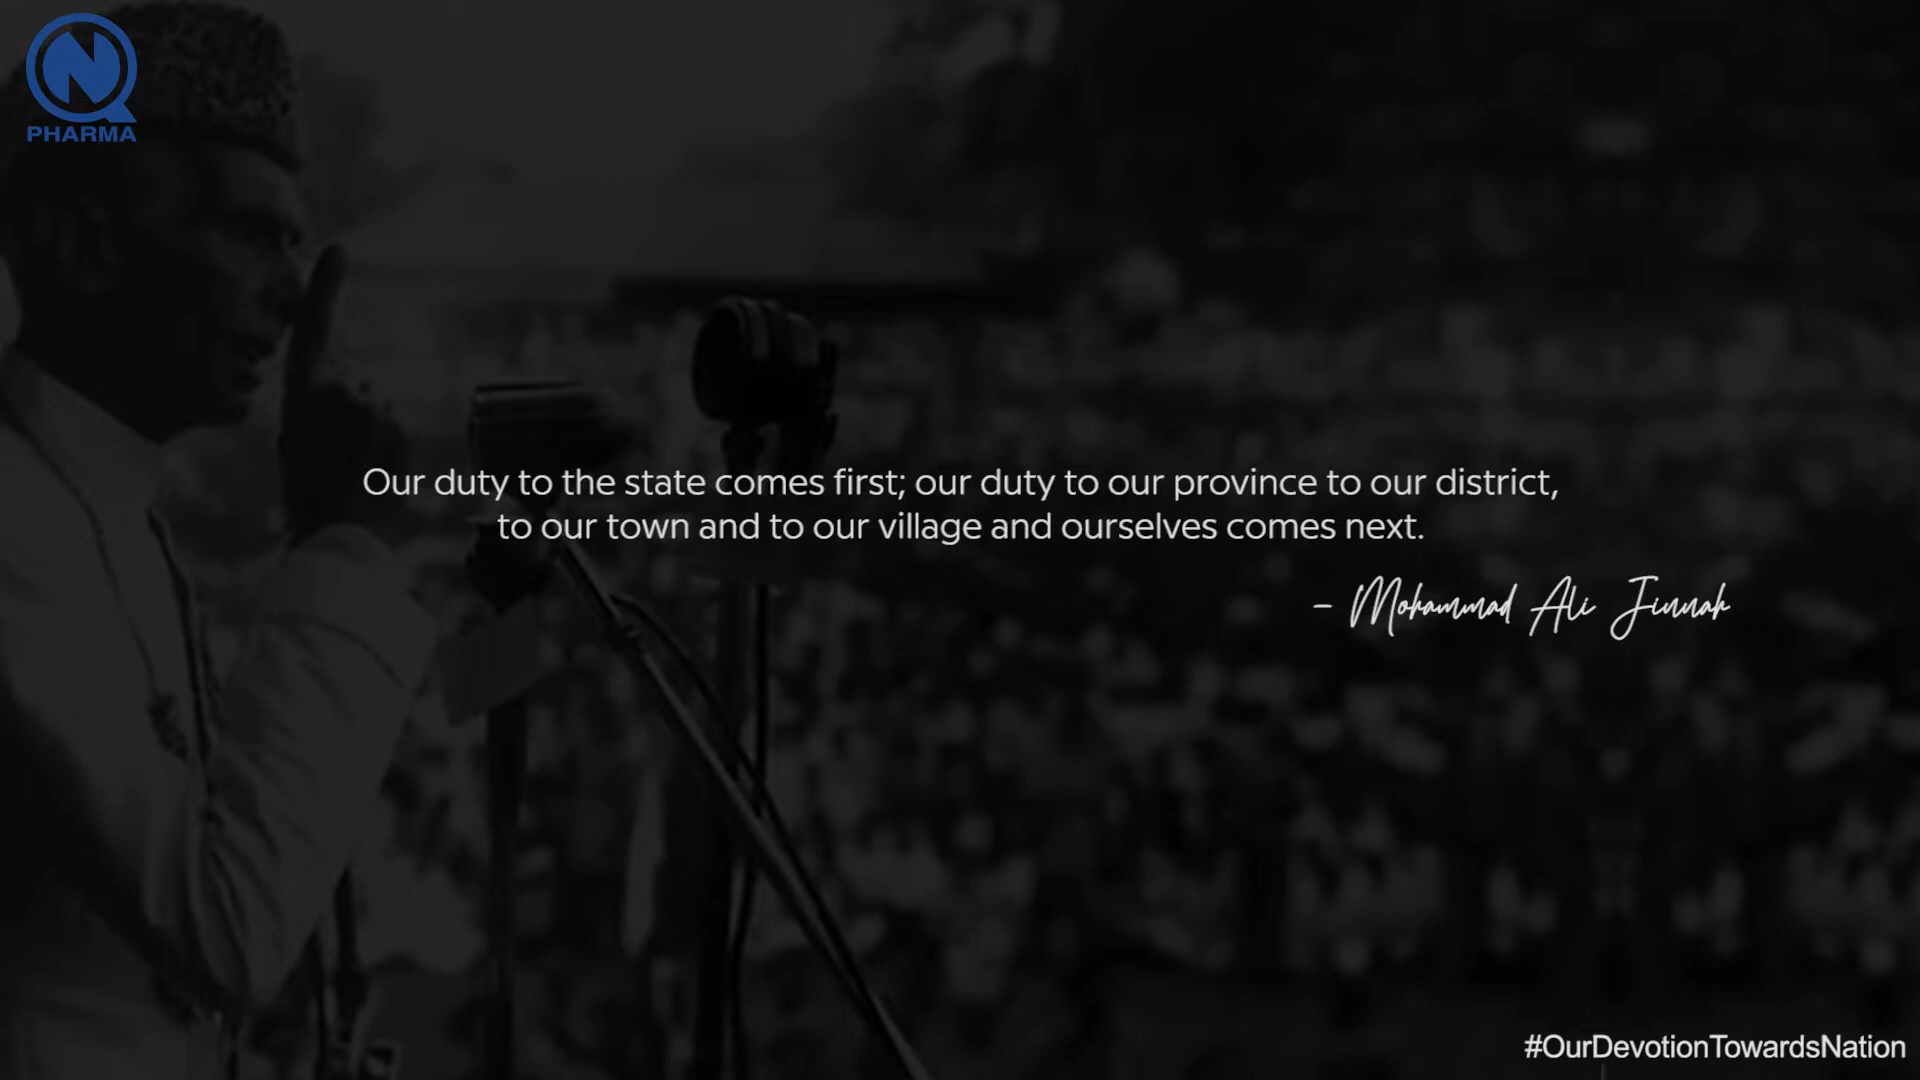 NQ
PHARMA
Our duty to the state comes first; our duty to our province to our district,
to our town and to our village and ourselves comes next.
– Mohammad Ali Jinnah
#OurDevotionTowardsNation